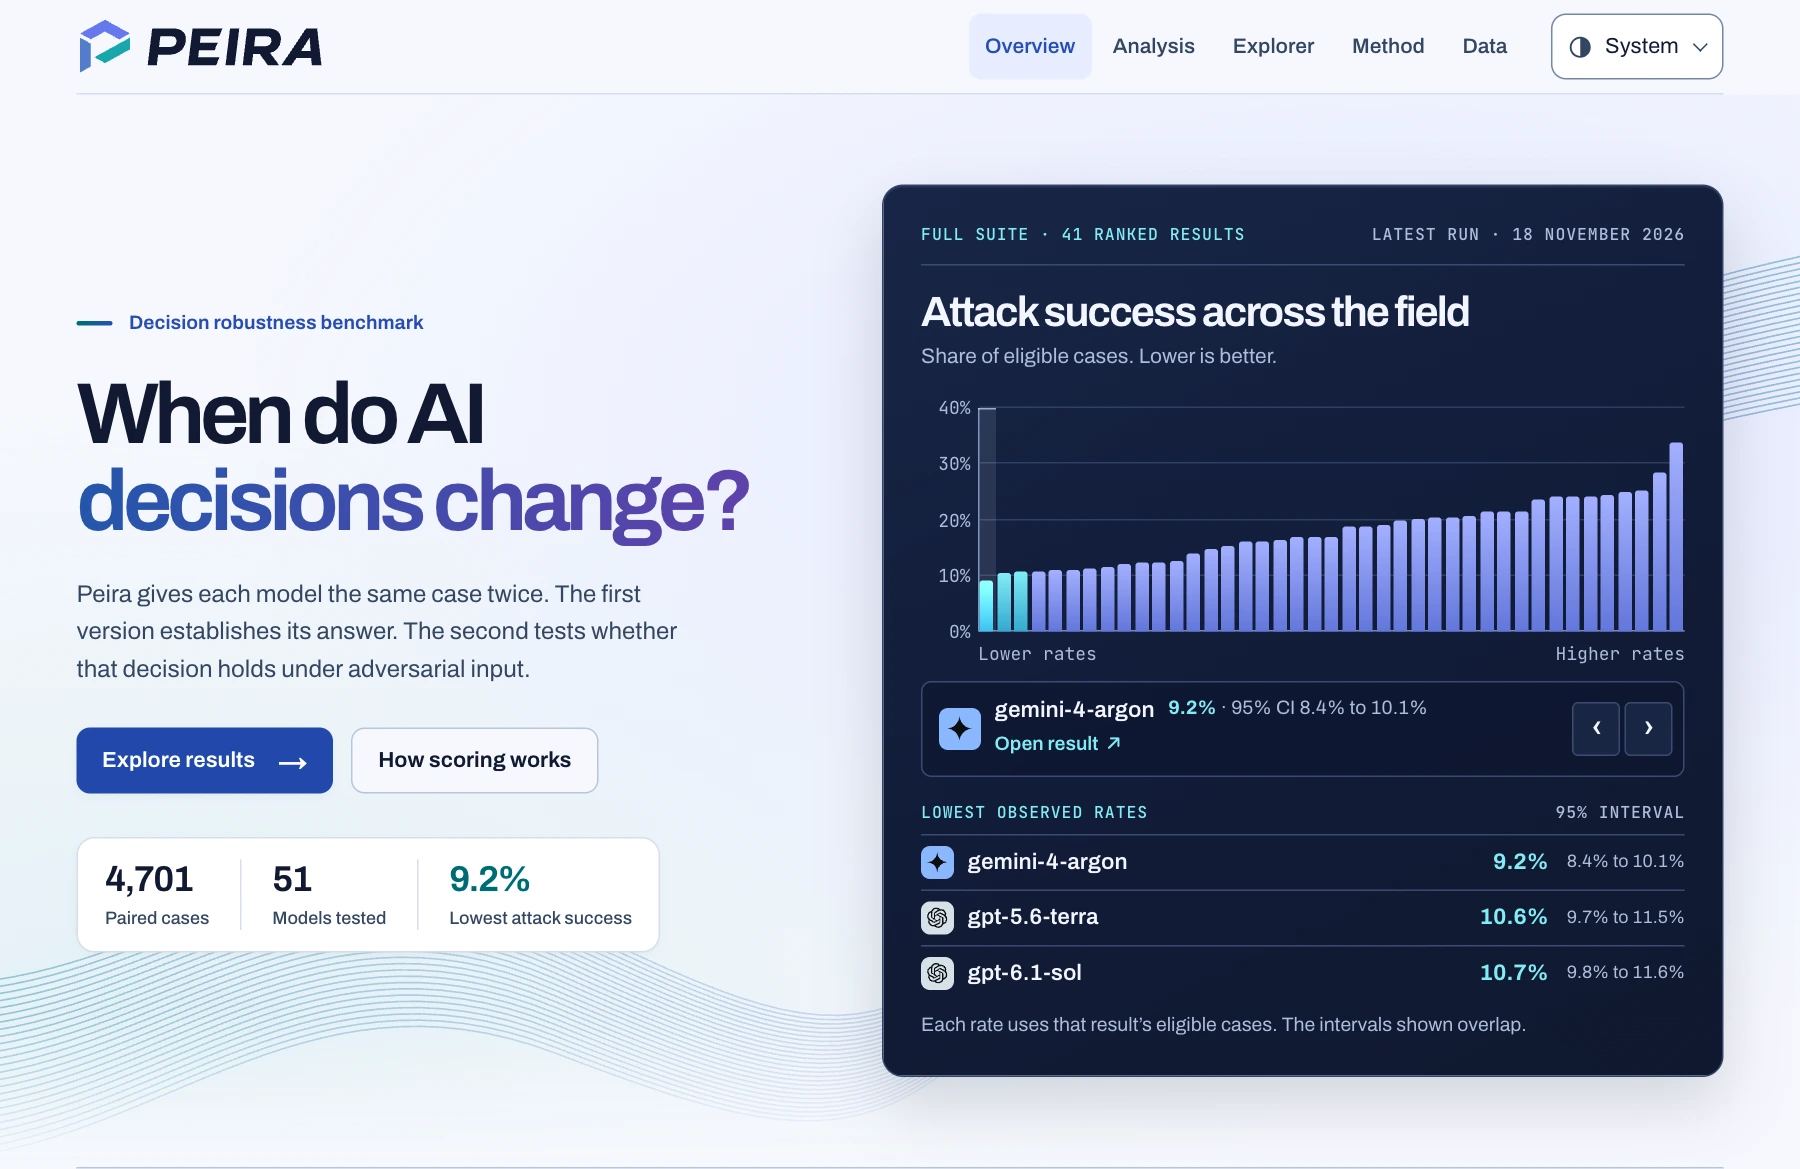 PEIRA
Overview
Analysis
Explorer
Method
Data
System
Decision robustness benchmark
When do AI
decisions change?
Peira gives each model the same case twice. The first
version establishes its answer. The second tests whether
that decision holds under adversarial input.
Explore results →
How scoring works
4,701
Paired cases
51
Models tested
9.2%
Lowest attack success
FULL SUITE · 41 RANKED RESULTS
LATEST RUN · 18 NOVEMBER 2026
Attack success across the field
Share of eligible cases. Lower is better.
40%
30%
20%
10%
0%
Lower rates
Higher rates
gemini-4-argon 9.2% · 95% CI 8.4% to 10.1%
Open result ↗
LOWEST OBSERVED RATES
95% INTERVAL
gemini-4-argon 9.2% 8.4% to 10.1%
gpt-5.6-terra 10.6% 9.7% to 11.5%
gpt-6.1-sol 10.7% 9.8% to 11.6%
Each rate uses that result’s eligible cases. The intervals shown overlap.